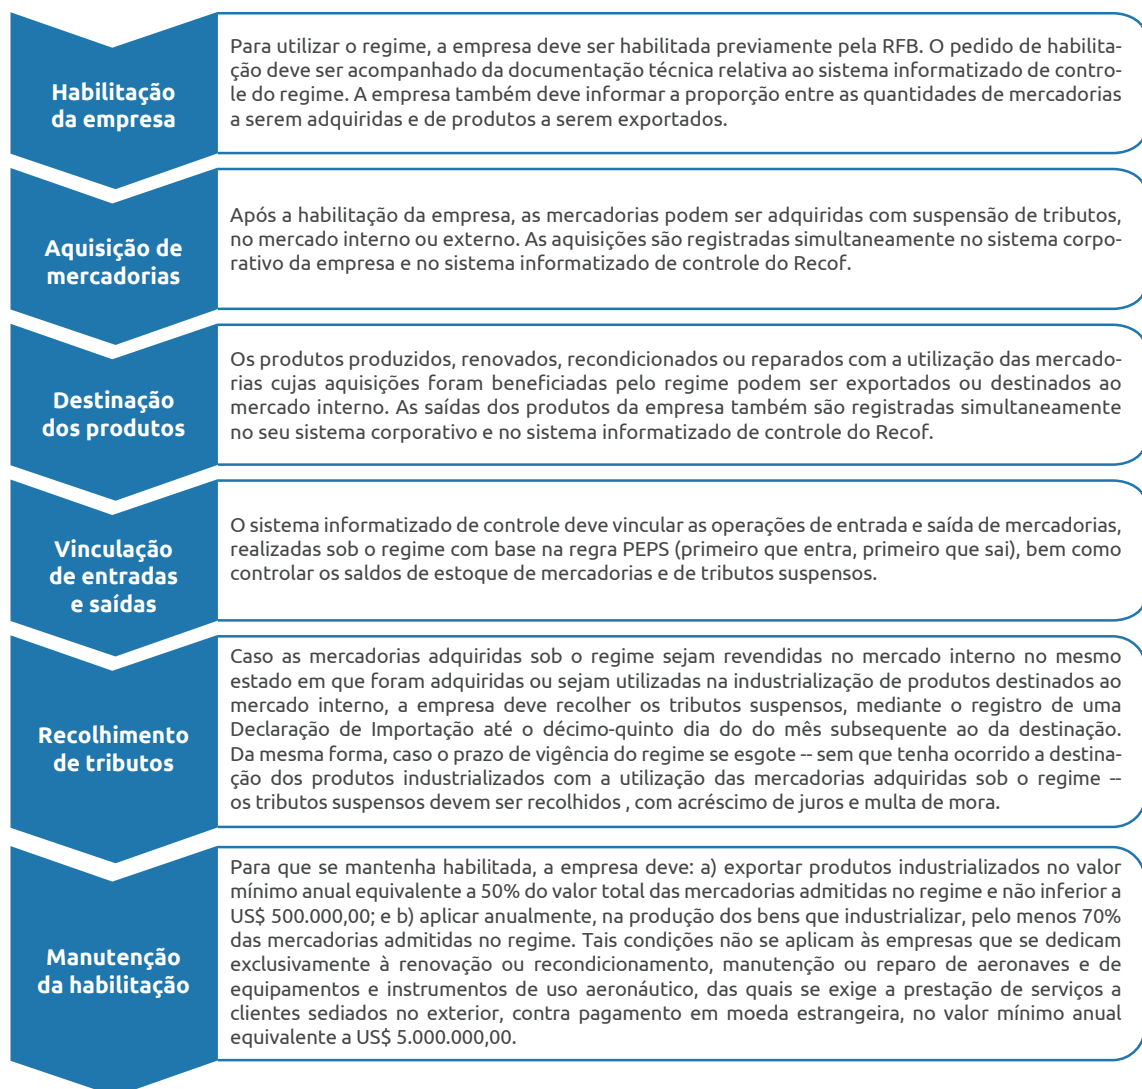 Habilitação
da empresa
Para utilizar o regime, a empresa deve ser habilitada previamente pela RFB. O pedido de habilita-
ção deve ser acompanhado da documentação técnica relativa ao sistema informatizado de contro-
le do regime. A empresa também deve informar a proporção entre as quantidades de mercadorias
a serem adquiridas e de produtos a serem exportados.
Aquisição de
mercadorias
Após a habilitação da empresa, as mercadorias podem ser adquiridas com suspensão de tributos,
no mercado interno ou externo. As aquisições são registradas simultaneamente no sistema corpo-
rativo da empresa e no sistema informatizado de controle do Recof.
Destinação
dos produtos
Os produtos produzidos, renovados, recondicionados ou reparados com a utilização das mercado-
rias cujas aquisições foram beneficiadas pelo regime podem ser exportados ou destinados ao
mercado interno. As saídas dos produtos da empresa também são registradas simultaneamente
no seu sistema corporativo e no sistema informatizado de controle do Recof.
Vinculação
de entradas
e saídas
O sistema informatizado de controle deve vincular as operações de entrada e saída de mercadorias,
realizadas sob o regime com base na regra PEPS (primeiro que entra, primeiro que sai), bem como
controlar os saldos de estoque de mercadorias e de tributos suspensos.
Recolhimento
de tributos
Caso as mercadorias adquiridas sob o regime sejam revendidas no mercado interno no mesmo
estado em que foram adquiridas ou sejam utilizadas na industrialização de produtos destinados ao
mercado interno, a empresa deve recolher os tributos suspensos, mediante o registro de uma
Declaração de Importação até o décimo-quinto dia do do mês subsequente ao da destinação.
Da mesma forma, caso o prazo de vigência do regime se esgote -- sem que tenha ocorrido a destina-
ção dos produtos industrializados com a utilização das mercadorias adquiridas sob o regime --
os tributos suspensos devem ser recolhidos , com acréscimo de juros e multa de mora.
Manutenção
da habilitação
Para que se mantenha habilitada, a empresa deve: a) exportar produtos industrializados no valor
mínimo anual equivalente a 50% do valor total das mercadorias admitidas no regime e não inferior a
US$ 500.000,00; e b) aplicar anualmente, na produção dos bens que industrializar, pelo menos 70%
das mercadorias admitidas no regime. Tais condições não se aplicam às empresas que se dedicam
exclusivamente à renovação ou recondicionamento, manutenção ou reparo de aeronaves e de
equipamentos e instrumentos de uso aeronáutico, das quais se exige a prestação de serviços a
clientes sediados no exterior, contra pagamento em moeda estrangeira, no valor mínimo anual
equivalente a US$ 5.000.000,00.